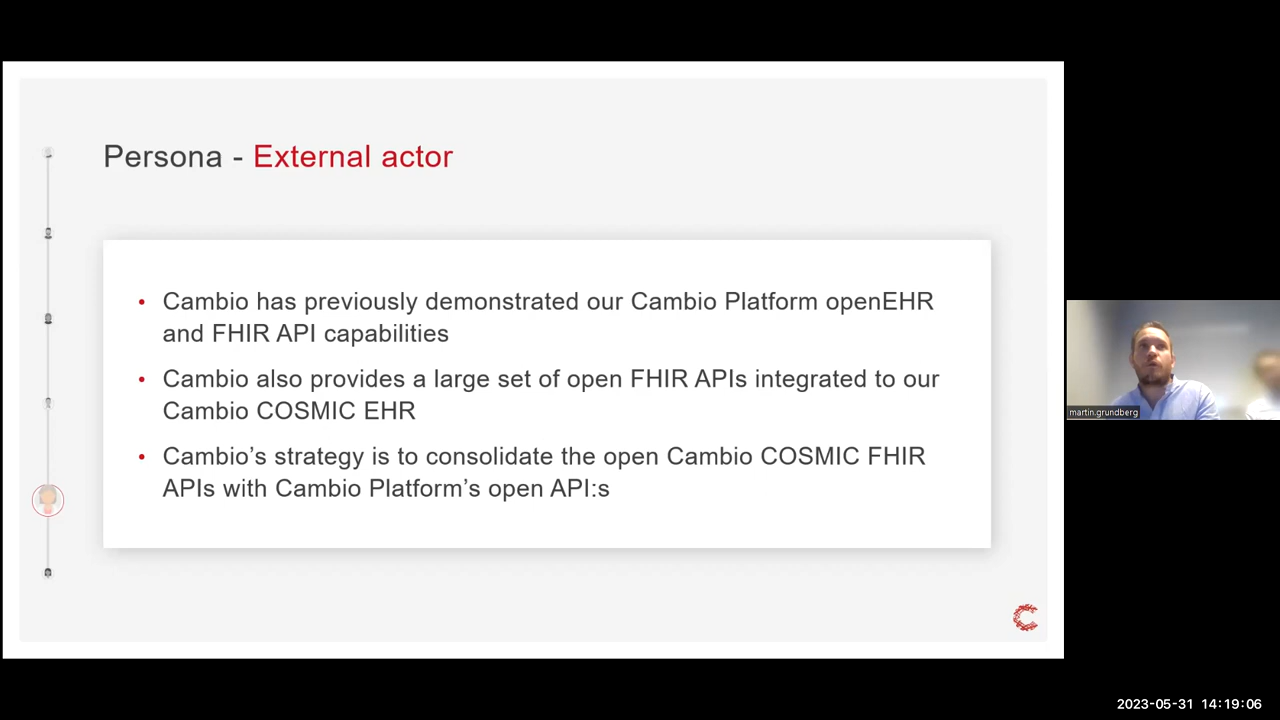 Persona - External actor
• Cambio has previously demonstrated our Cambio Platform openEHR
and FHIR API capabilities
• Cambio also provides a large set of open FHIR APIs integrated to our
Cambio COSMIC EHR
• Cambio’s strategy is to consolidate the open Cambio COSMIC FHIR
APIs with Cambio Platform’s open API:s
martin.grundberg
2023-05-31 14:19:06